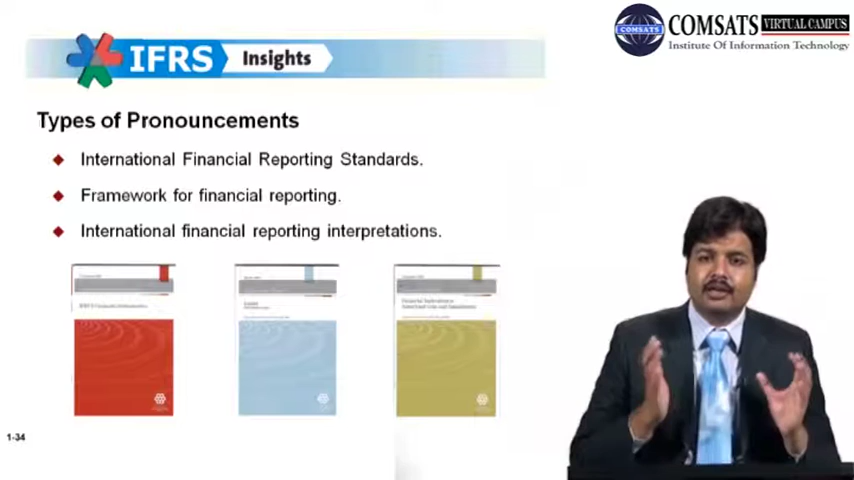 COMSATS VIRTUAL CAMPUS
COMSATS
Institute Of Information Technology
IFRS Insights
Types of Pronouncements
International Financial Reporting Standards.
Framework for financial reporting.
International financial reporting interpretations.
1-34